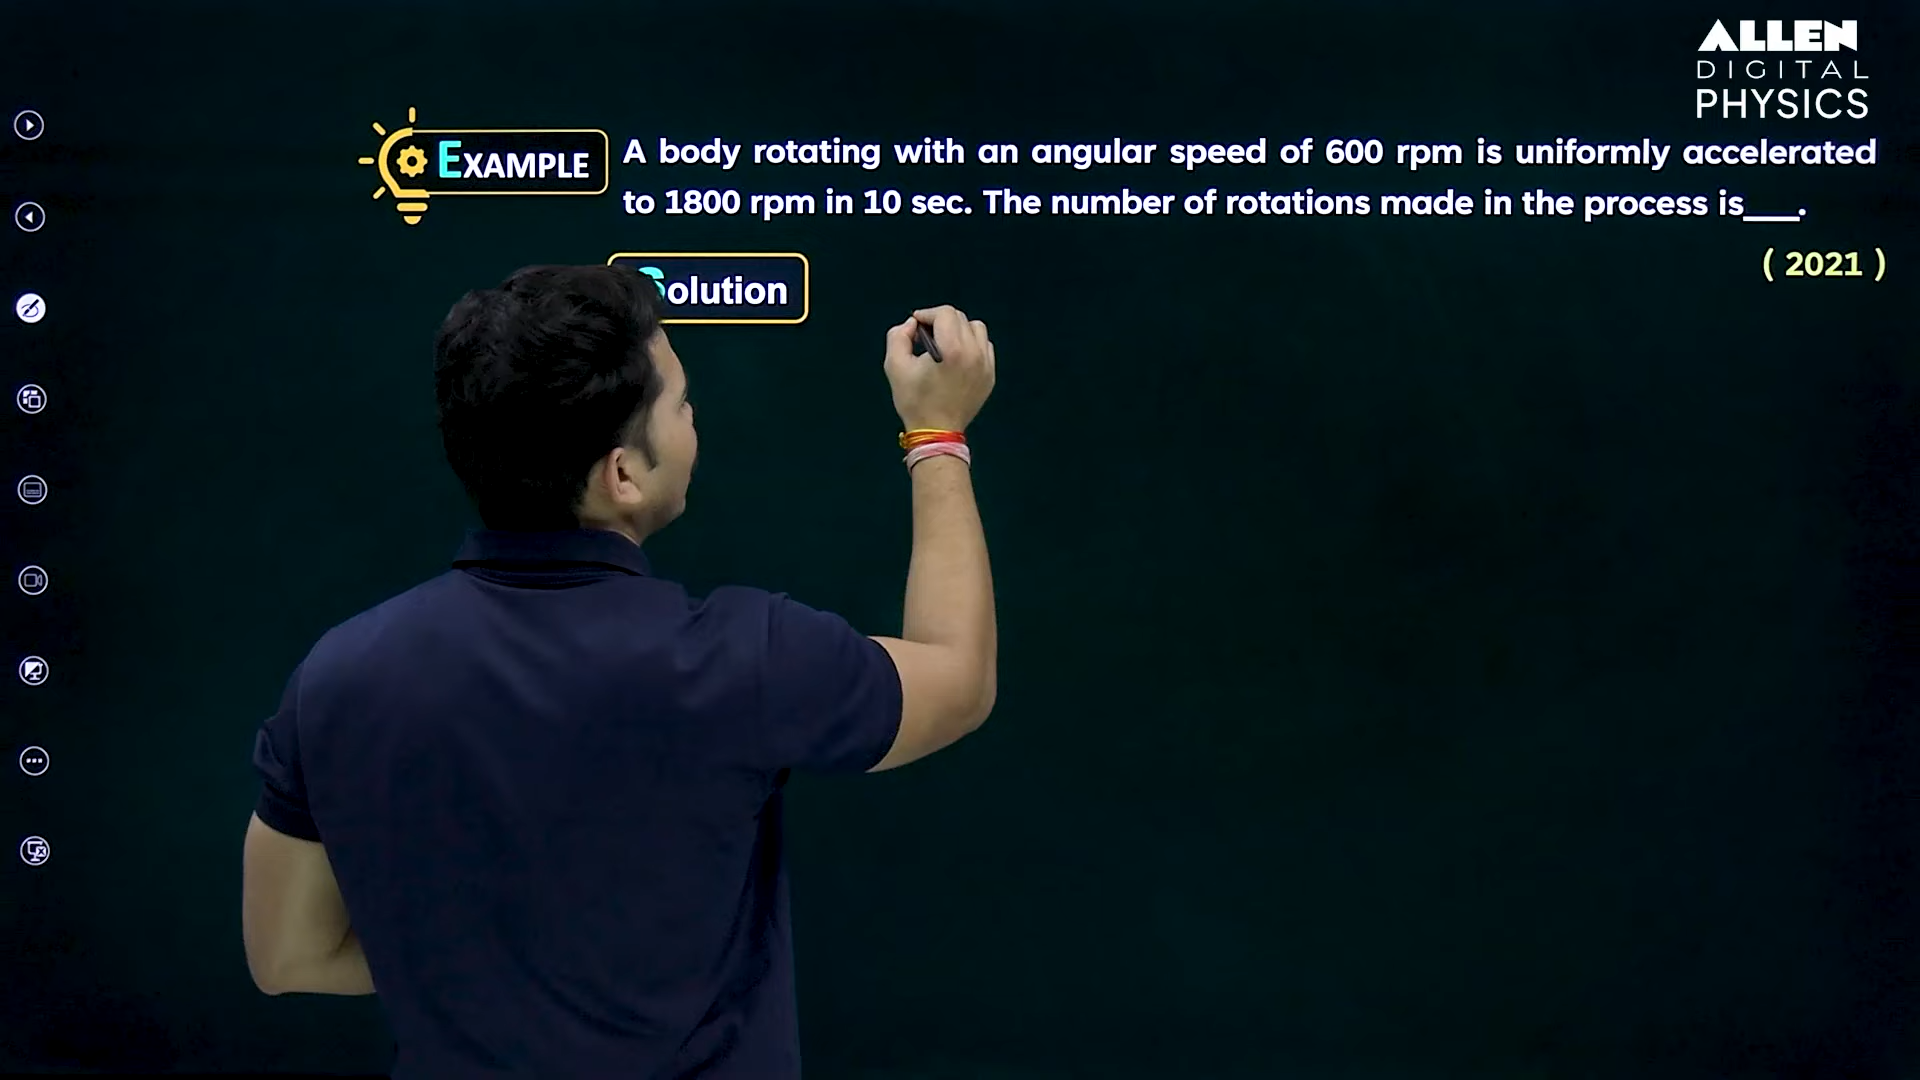 ALLEN
DIGITAL
PHYSICS
EXAMPLE
A body rotating with an angular speed of 600 rpm is uniformly accelerated
to 1800 rpm in 10 sec. The number of rotations made in the process is___.
( 2021 )
Solution